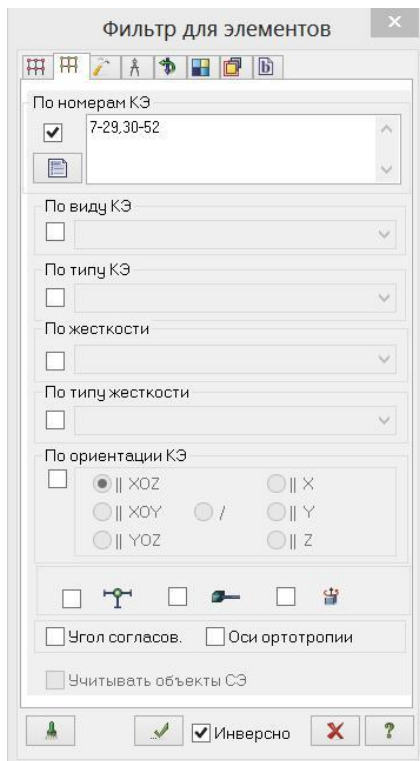 Фильтр для элементов
По номерам КЭ
7-29,30-52
По виду КЭ
По типу КЭ
По жесткости
По типу жесткости
По ориентации КЭ
|| XOZ || X
|| XOY / || Y
|| YOZ || Z
Угол согласов. Оси ортотропии
Учитывать объекты СЭ
Инверсно ?